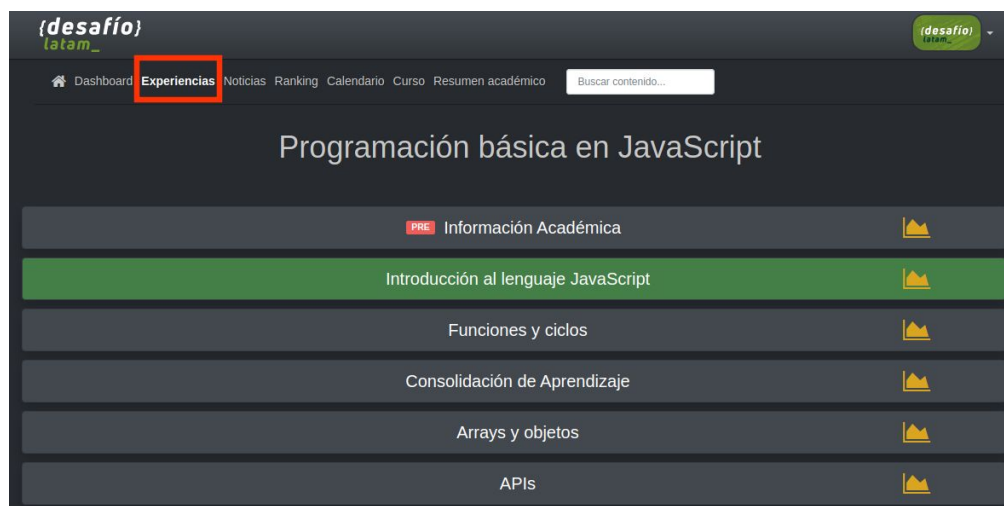 {desafío}
latam_
{desafío}
latam_
Dashboard Experiencias Noticias Ranking Calendario Curso Resumen académico Buscar contenido...
Programación básica en JavaScript
PRE Información Académica
Introducción al lenguaje JavaScript
Funciones y ciclos
Consolidación de Aprendizaje
Arrays y objetos
APIs